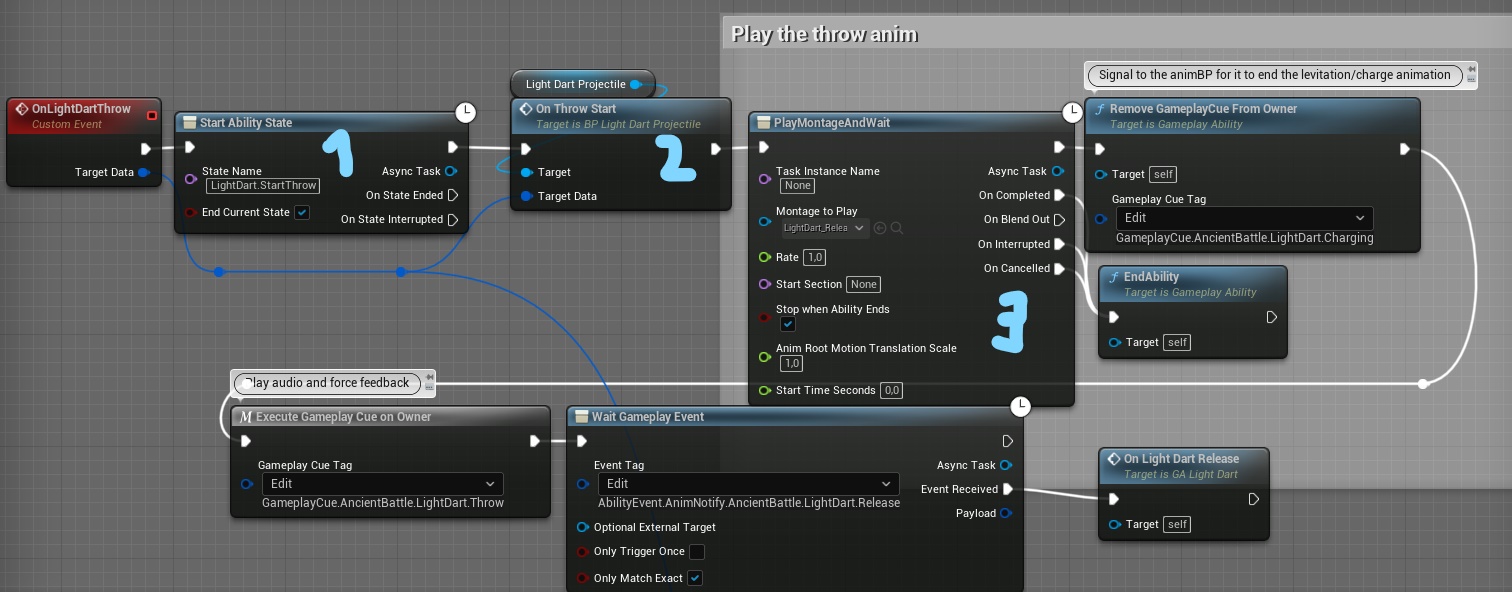 Play the throw anim
Signal to the animBP for it to end the levitation/charge animation
Light Dart Projectile
OnLightDartThrow
Custom Event
Target Data
Start Ability State
1
State Name
LightDart.StartThrow
End Current State
Async Task
On State Ended
On State Interrupted
On Throw Start
Target is BP Light Dart Projectile
2
Target
Target Data
PlayMontageAndWait
Task Instance Name
None
Montage to Play
LightDart_Relea
Rate 1,0
Start Section None
Stop when Ability Ends
Anim Root Motion Translation Scale
1,0
Start Time Seconds 0,0
Async Task
On Completed
On Blend Out
On Interrupted
On Cancelled
3
f Remove GameplayCue From Owner
Target is Gameplay Ability
Target self
Gameplay Cue Tag
Edit
GameplayCue.AncientBattle.LightDart.Charging
f EndAbility
Target is Gameplay Ability
Target self
Play audio and force feedback
M Execute Gameplay Cue on Owner
Gameplay Cue Tag
Edit
GameplayCue.AncientBattle.LightDart.Throw
Wait Gameplay Event
Event Tag
Edit
AbilityEvent.AnimNotify.AncientBattle.LightDart.Release
Optional External Target
Only Trigger Once
Only Match Exact
Async Task
Event Received
Payload
On Light Dart Release
Target is GA Light Dart
Target self